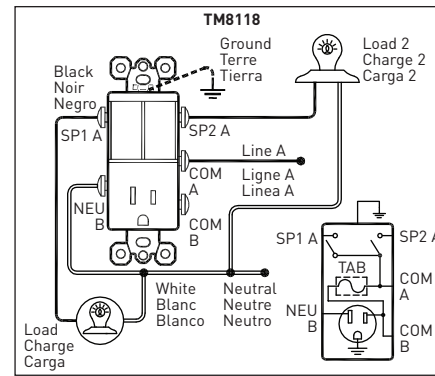 TM8118
Ground
Terre
Tierra
Load 2
Charge 2
Carga 2
Black
Noir
Negro
SP1 A
SP2 A
Line A
Ligne A
Linea A
COM
A
NEU
B
COM
B
White
Blanc
Blanco
Neutral
Neutre
Neutro
Load
Charge
Carga
SP1 A
SP2 A
TAB
COM
A
NEU
B
COM
B